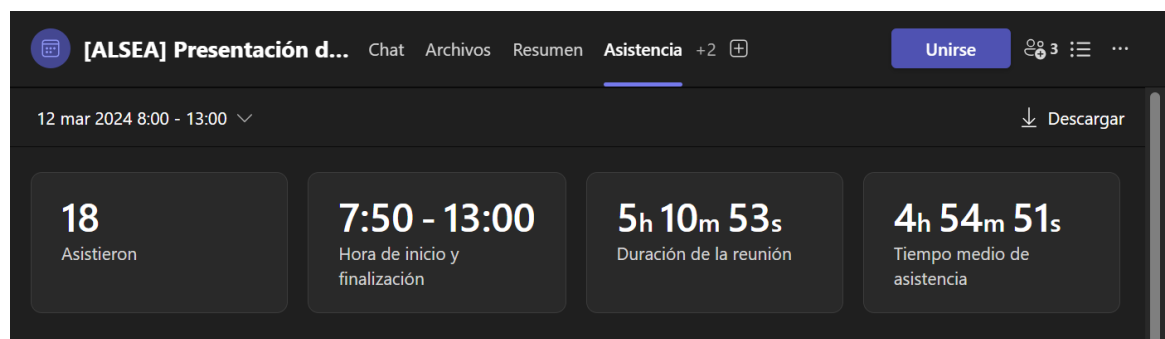 [ALSEA] Presentación d... Chat Archivos Resumen Asistencia +2 Unirse 3 ...
12 mar 2024 8:00 - 13:00 Descargar
18 7:50 - 13:00 5h 10m 53s 4h 54m 51s
Asistieron Hora de inicio y Duración de la reunión Tiempo medio de
finalización asistencia